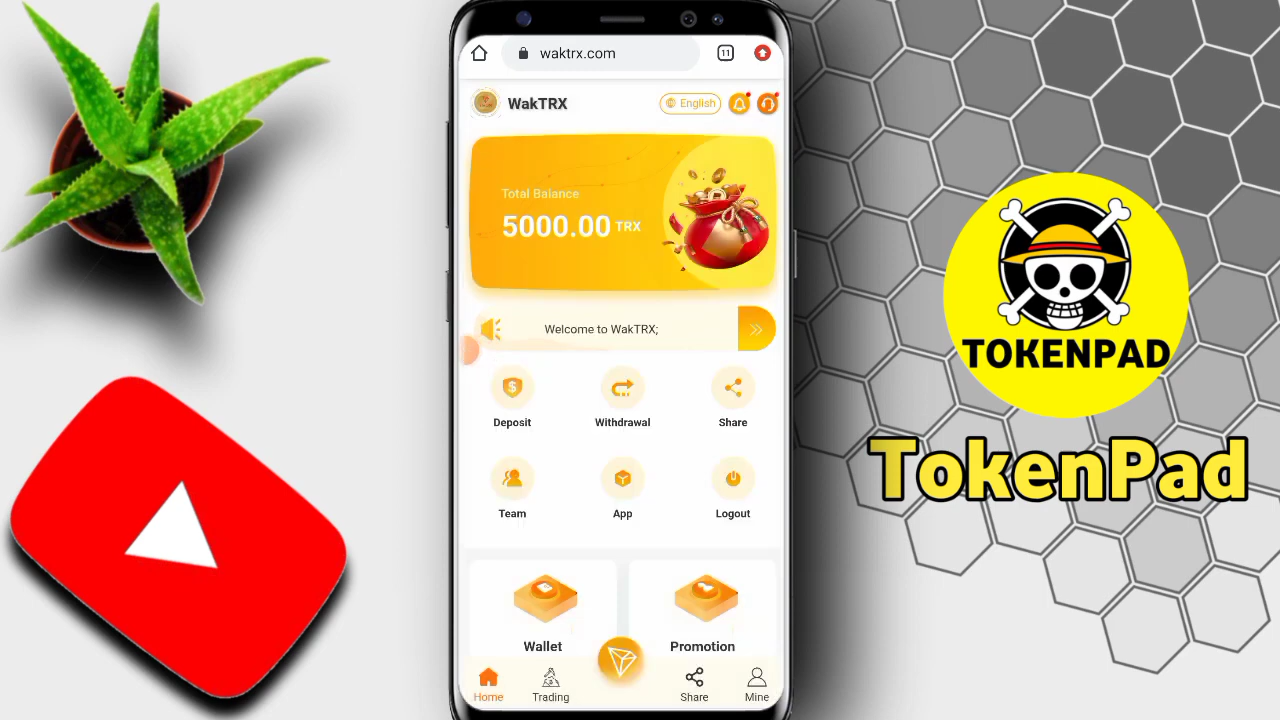 11
waktrx.com
WakTRX
English
Total Balance
5000.00 TRX
Welcome to WakTRX;
Deposit
Withdrawal
Share
Team
App
Logout
Wallet
Promotion
Home
Trading
Share
Mine
TOKENPAD
TokenPad